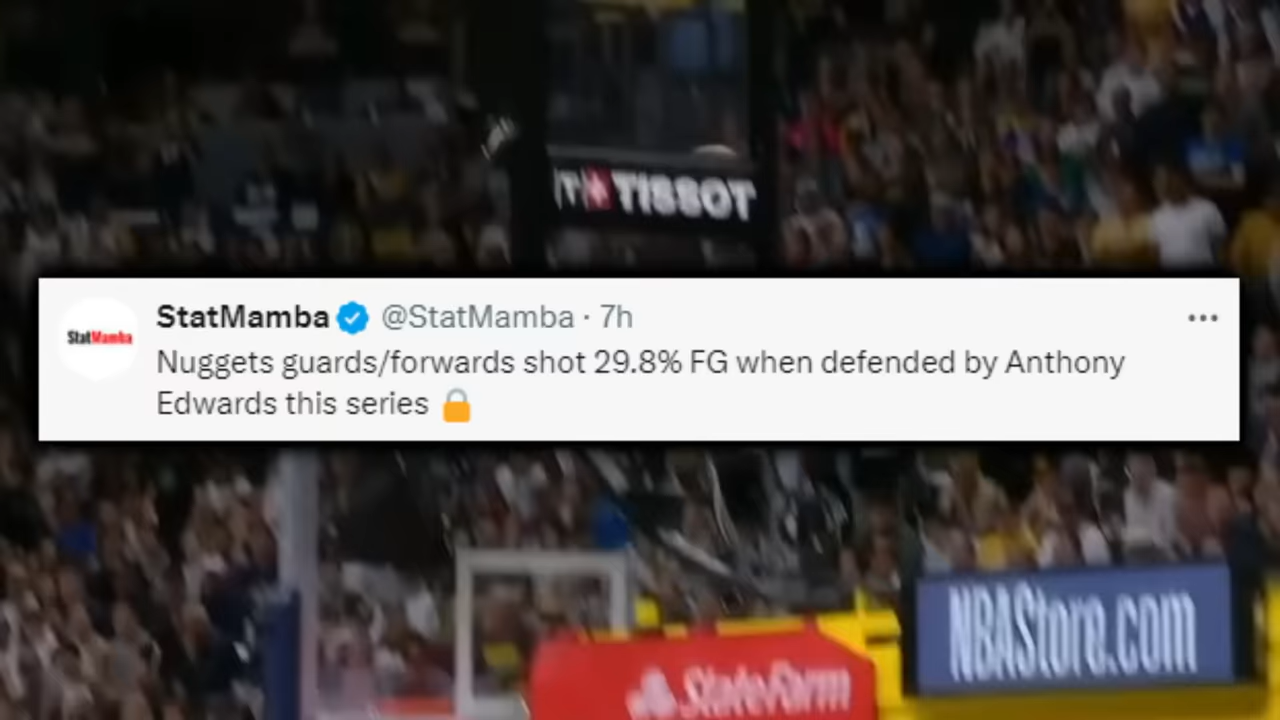 TISSOT
StatMamba @StatMamba · 7h
StatMamba
Nuggets guards/forwards shot 29.8% FG when defended by Anthony
Edwards this series 🔒
NBAStore.com
StateFarm